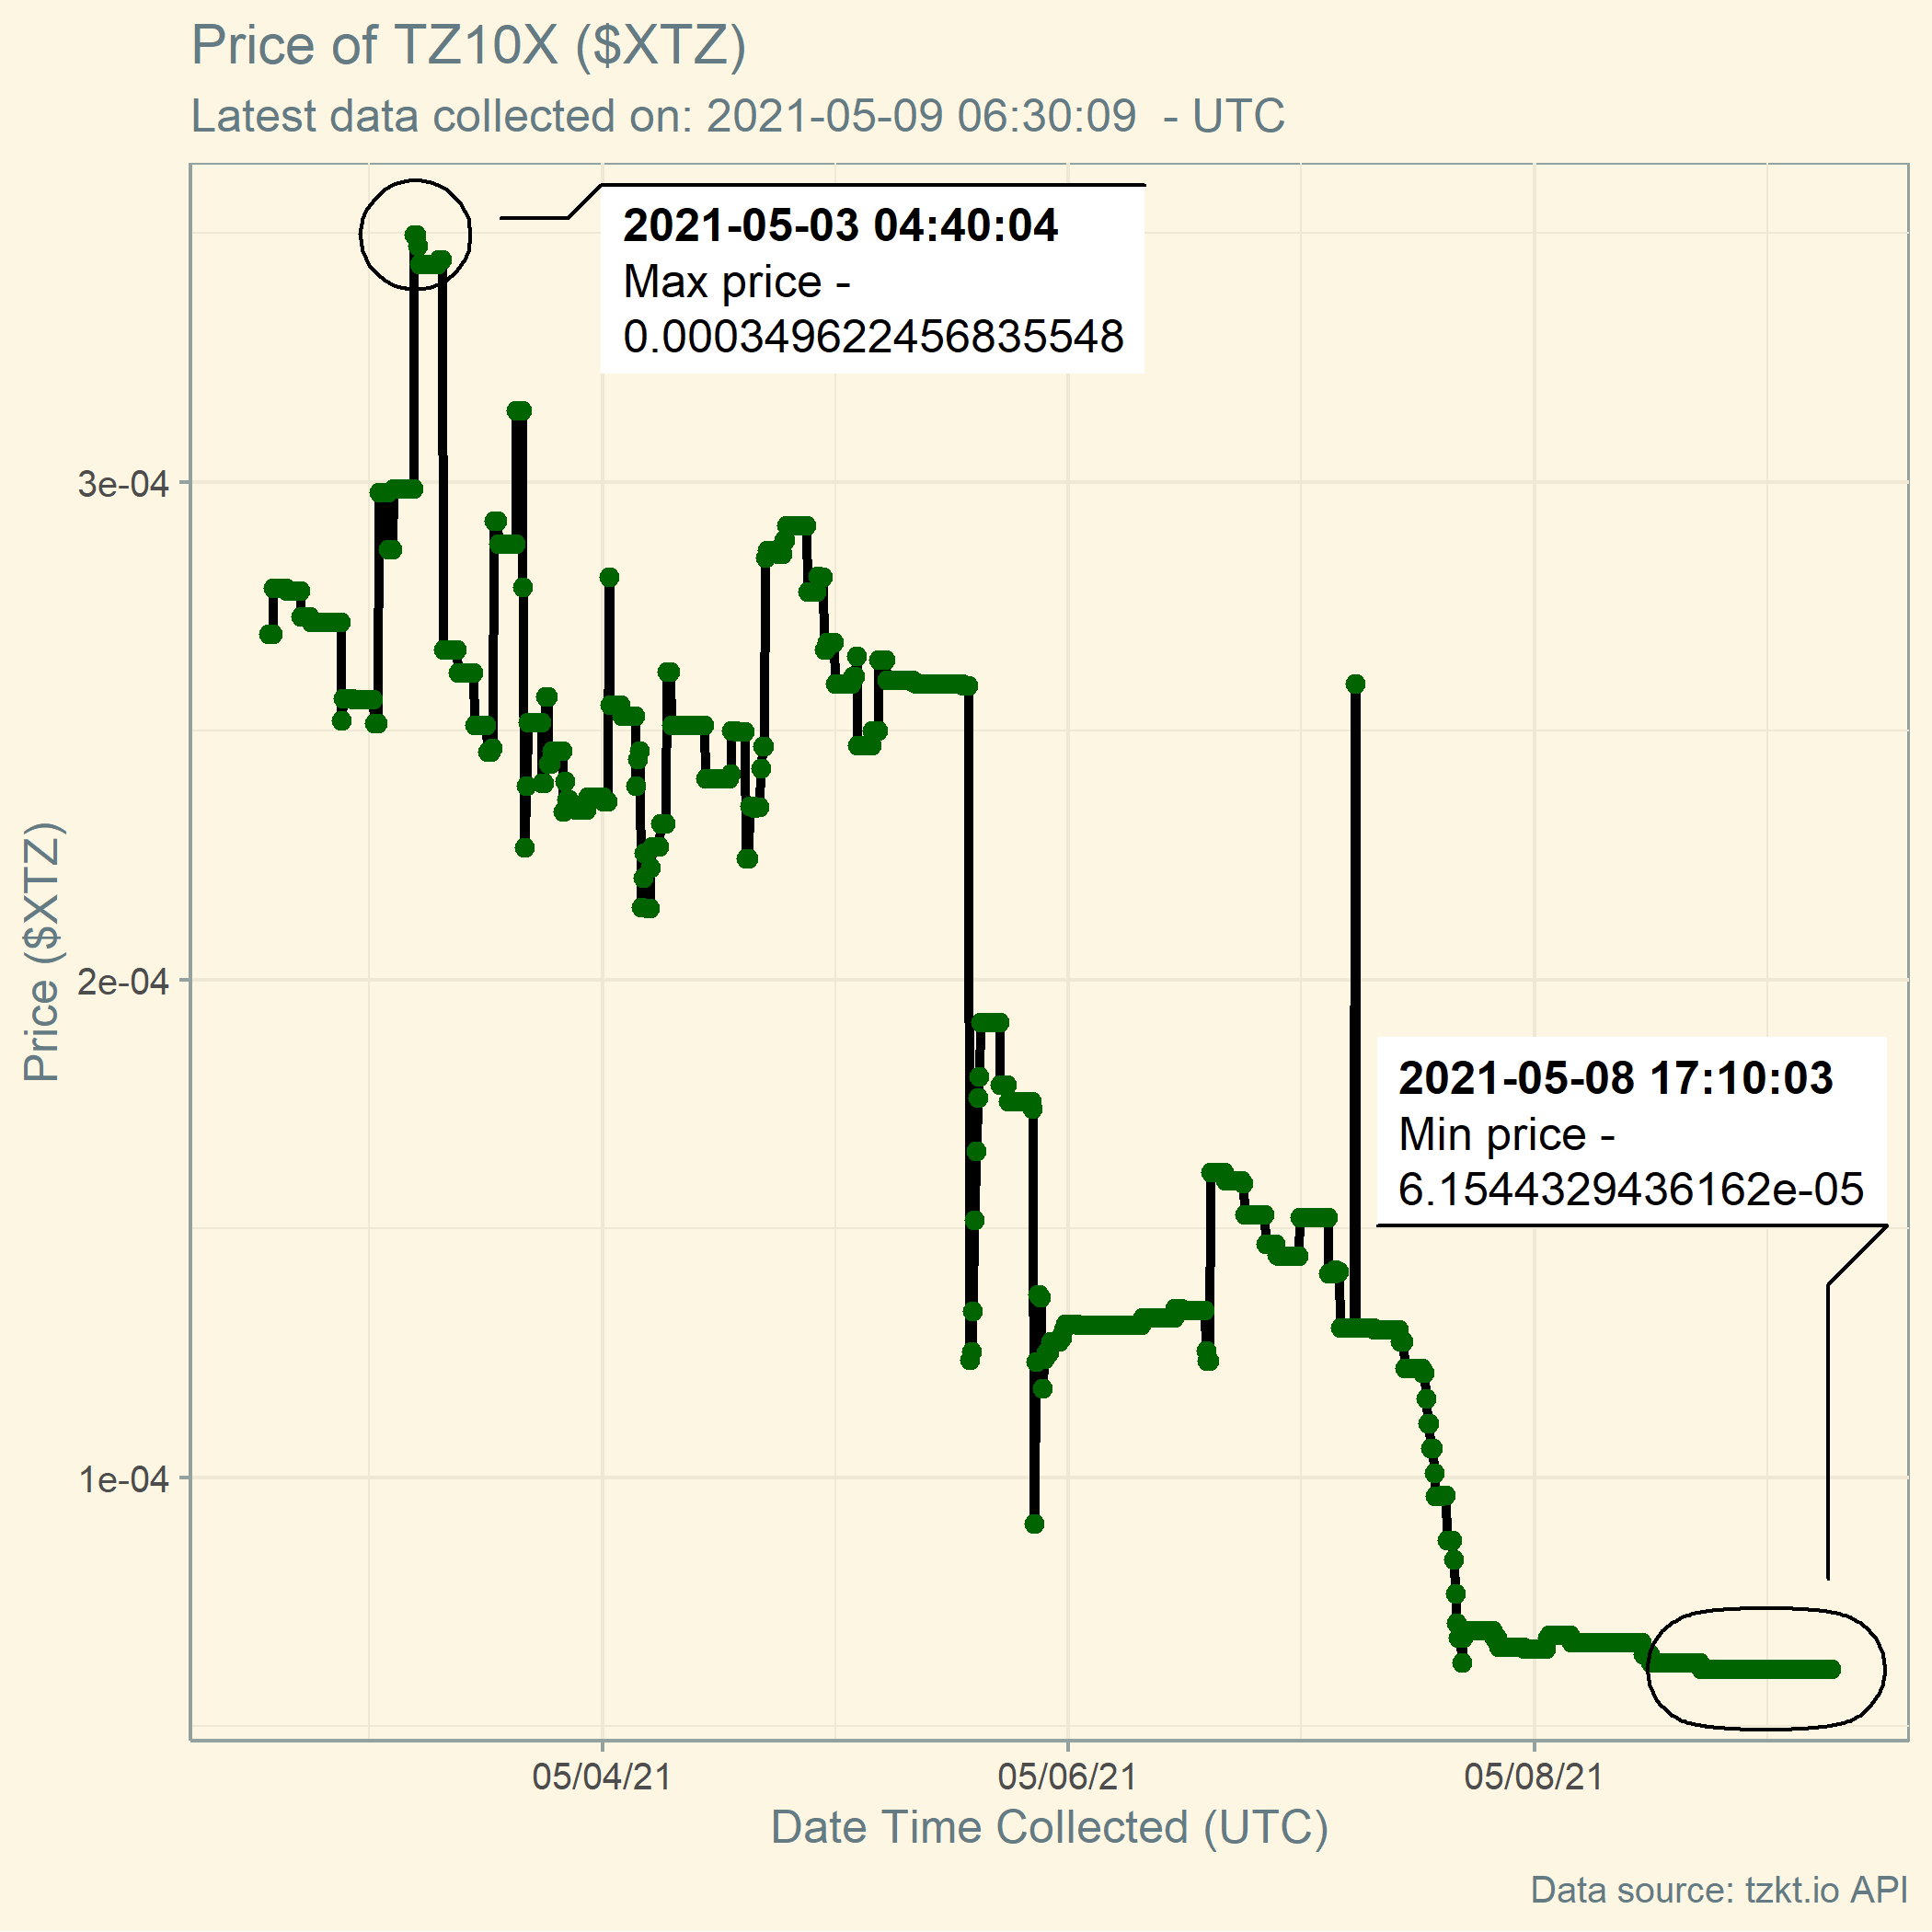 Price of TZ10X ($XTZ)
Latest data collected on: 2021-05-09 06:30:09  - UTC
2021-05-03 04:40:04
Max price -
0.000349622456835548
3e-04
2e-04
1e-04
Price ($XTZ)
2021-05-08 17:10:03
Min price -
6.1544329436162e-05
05/04/21
05/06/21
05/08/21
Date Time Collected (UTC)
Data source: tzkt.io API